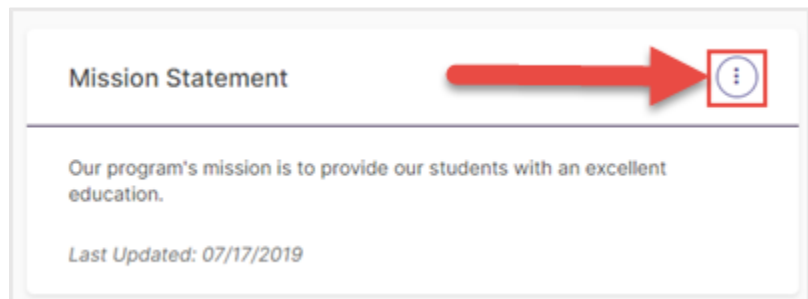 Mission Statement
Our program's mission is to provide our students with an excellent
education.
Last Updated: 07/17/2019